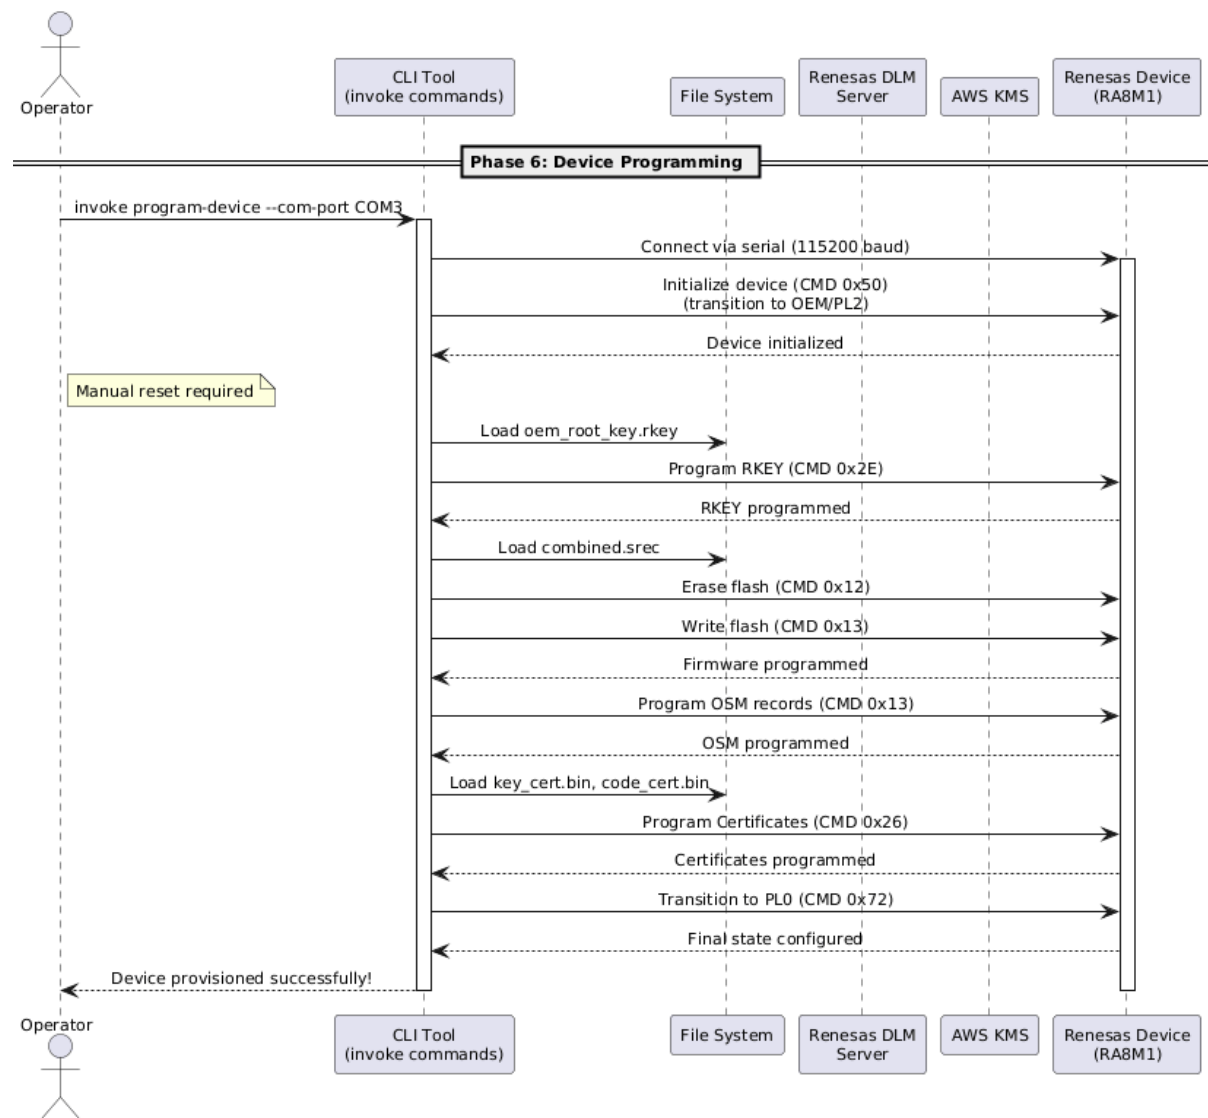 Operator
CLI Tool
(invoke commands)
File System
Renesas DLM
Server
AWS KMS
Renesas Device
(RA8M1)
Phase 6: Device Programming
invoke program-device --com-port COM3
Connect via serial (115200 baud)
Initialize device (CMD 0x50)
(transition to OEM/PL2)
Device initialized
Manual reset required
Load oem_root_key.rkey
Program RKEY (CMD 0x2E)
RKEY programmed
Load combined.srec
Erase flash (CMD 0x12)
Write flash (CMD 0x13)
Firmware programmed
Program OSM records (CMD 0x13)
OSM programmed
Load key_cert.bin, code_cert.bin
Program Certificates (CMD 0x26)
Certificates programmed
Transition to PL0 (CMD 0x72)
Final state configured
Device provisioned successfully!
Operator
CLI Tool
(invoke commands)
File System
Renesas DLM
Server
AWS KMS
Renesas Device
(RA8M1)